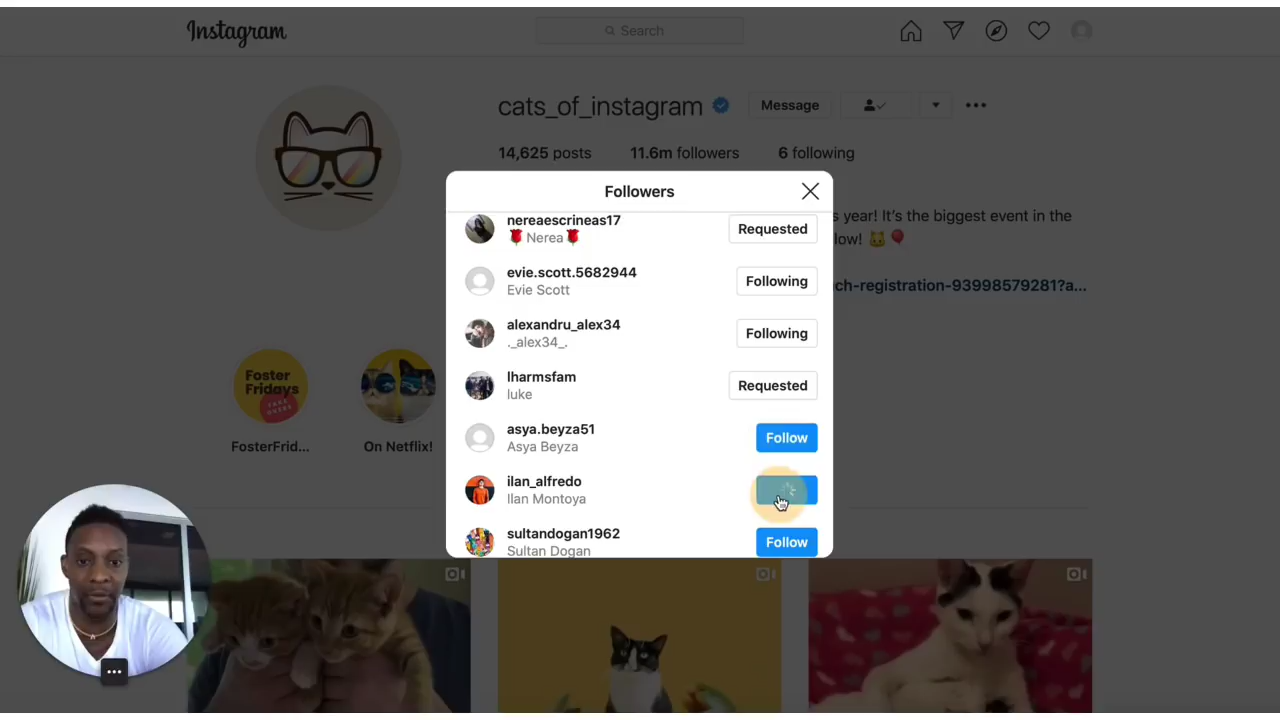 Instagram
Search
cats_of_instagram
Message
14,625 posts 11.6m followers 6 following
Followers
s year! It's the biggest event in the
low!
ch-registration-93998579281?a...
nereaescrineas17
Nerea
Requested
evie.scott.5682944
Evie Scott
Following
alexandru_alex34
._alex34_.
Following
lharmsfam
luke
Requested
asya.beyza51
Asya Beyza
Follow
ilan_alfredo
Ilan Montoya
sultandogan1962
Sultan Dogan
Follow
Foster
Fridays
TAKE
OVERS
FosterFrid...
On Netflix!